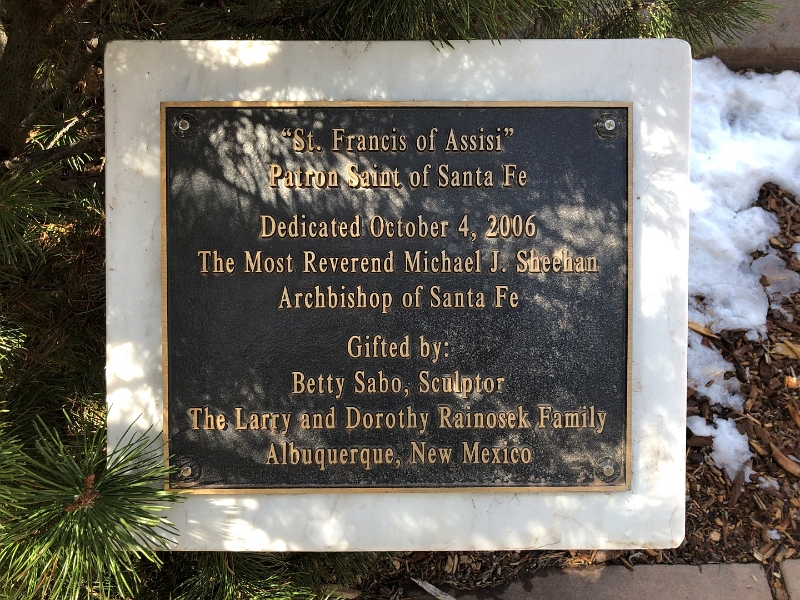 “St. Francis of Assisi”
Patron Saint of Santa Fe
Dedicated October 4, 2006
The Most Reverend Michael J. Sheehan
Archbishop of Santa Fe
Gifted by:
Betty Sabo, Sculptor
The Larry and Dorothy Rainosek Family
Albuquerque, New Mexico